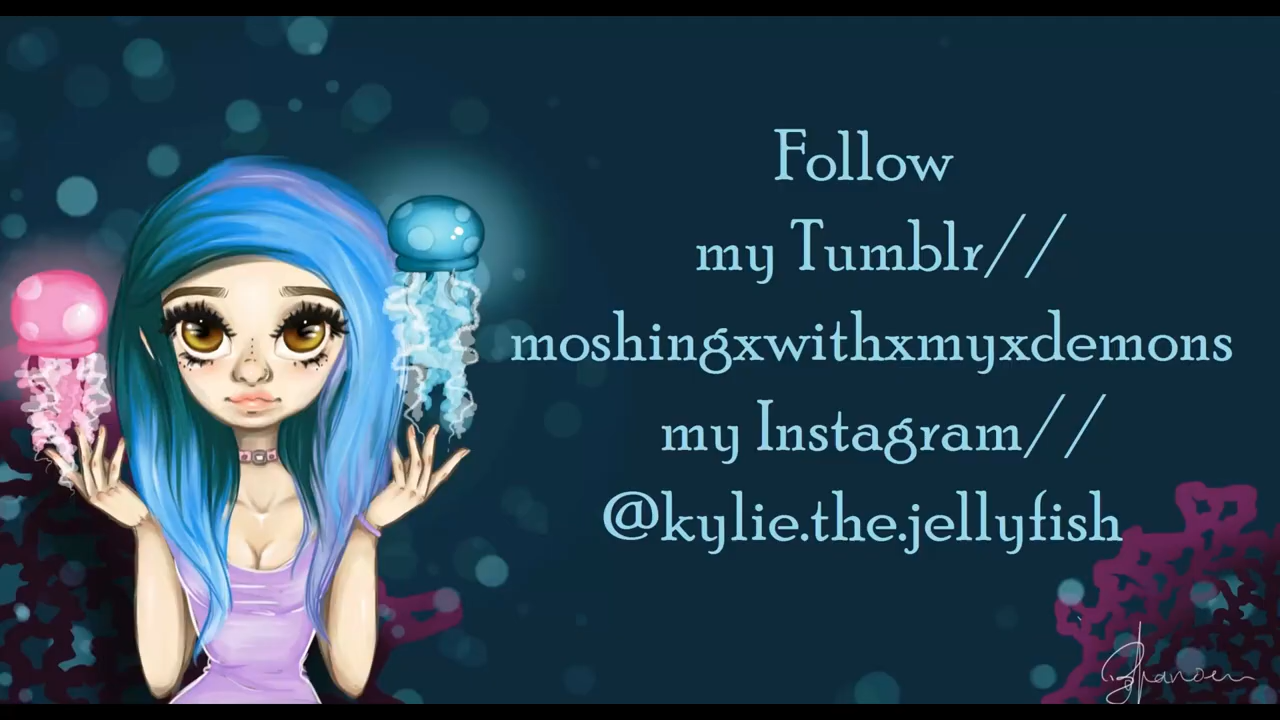 Follow
my Tumblr//
moshingxwithxmyxdemons
my Instagram//
@kylie.the.jellyfish